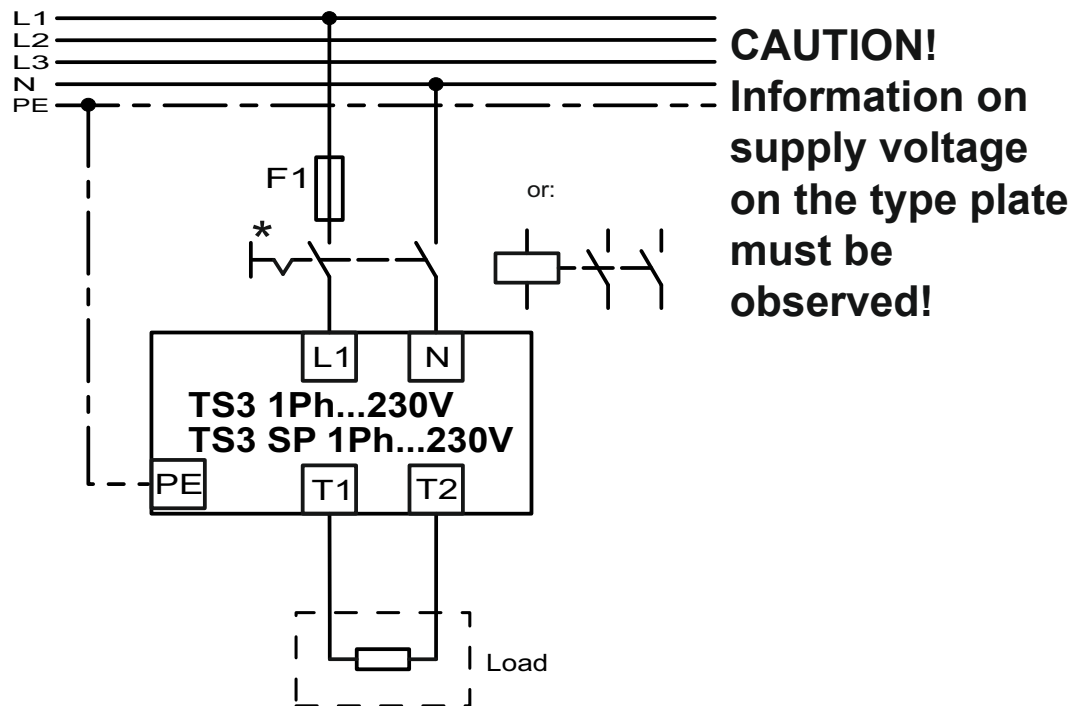 L1
L2
L3
N
PE
CAUTION!
Information on
supply voltage
on the type plate
must be
observed!
F1
*
or:
L1
N
TS3 1Ph...230V
TS3 SP 1Ph...230V
PE
T1
T2
Load